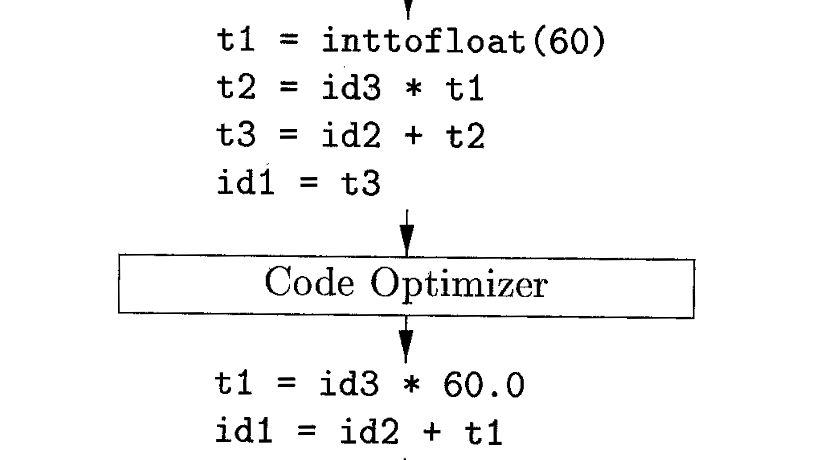 t1 = inttofloat(60)
t2 = id3 * t1
t3 = id2 + t2
id1 = t3
Code Optimizer
t1 = id3 * 60.0
id1 = id2 + t1